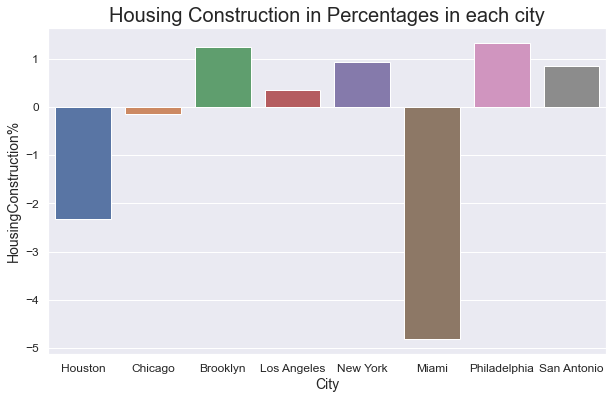 Housing Construction in Percentages in each city
HousingConstruction%
1
0
−1
−2
−3
−4
−5
Houston Chicago Brooklyn Los Angeles New York Miami Philadelphia San Antonio
City